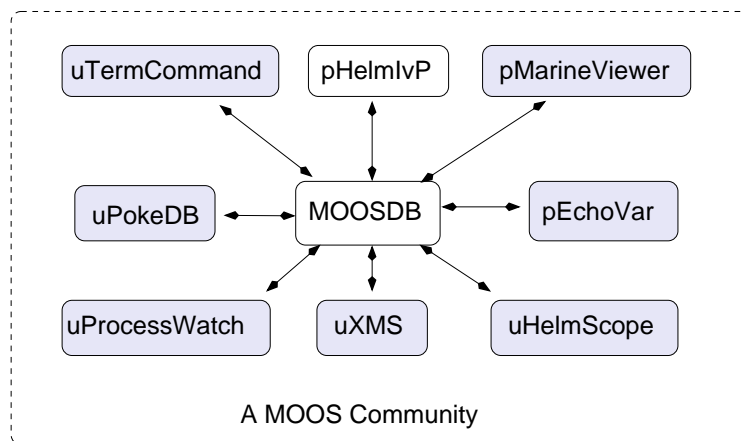 uTermCommand
pHelmIvP
pMarineViewer
uPokeDB
MOOSDB
pEchoVar
uProcessWatch
uXMS
uHelmScope
A MOOS Community